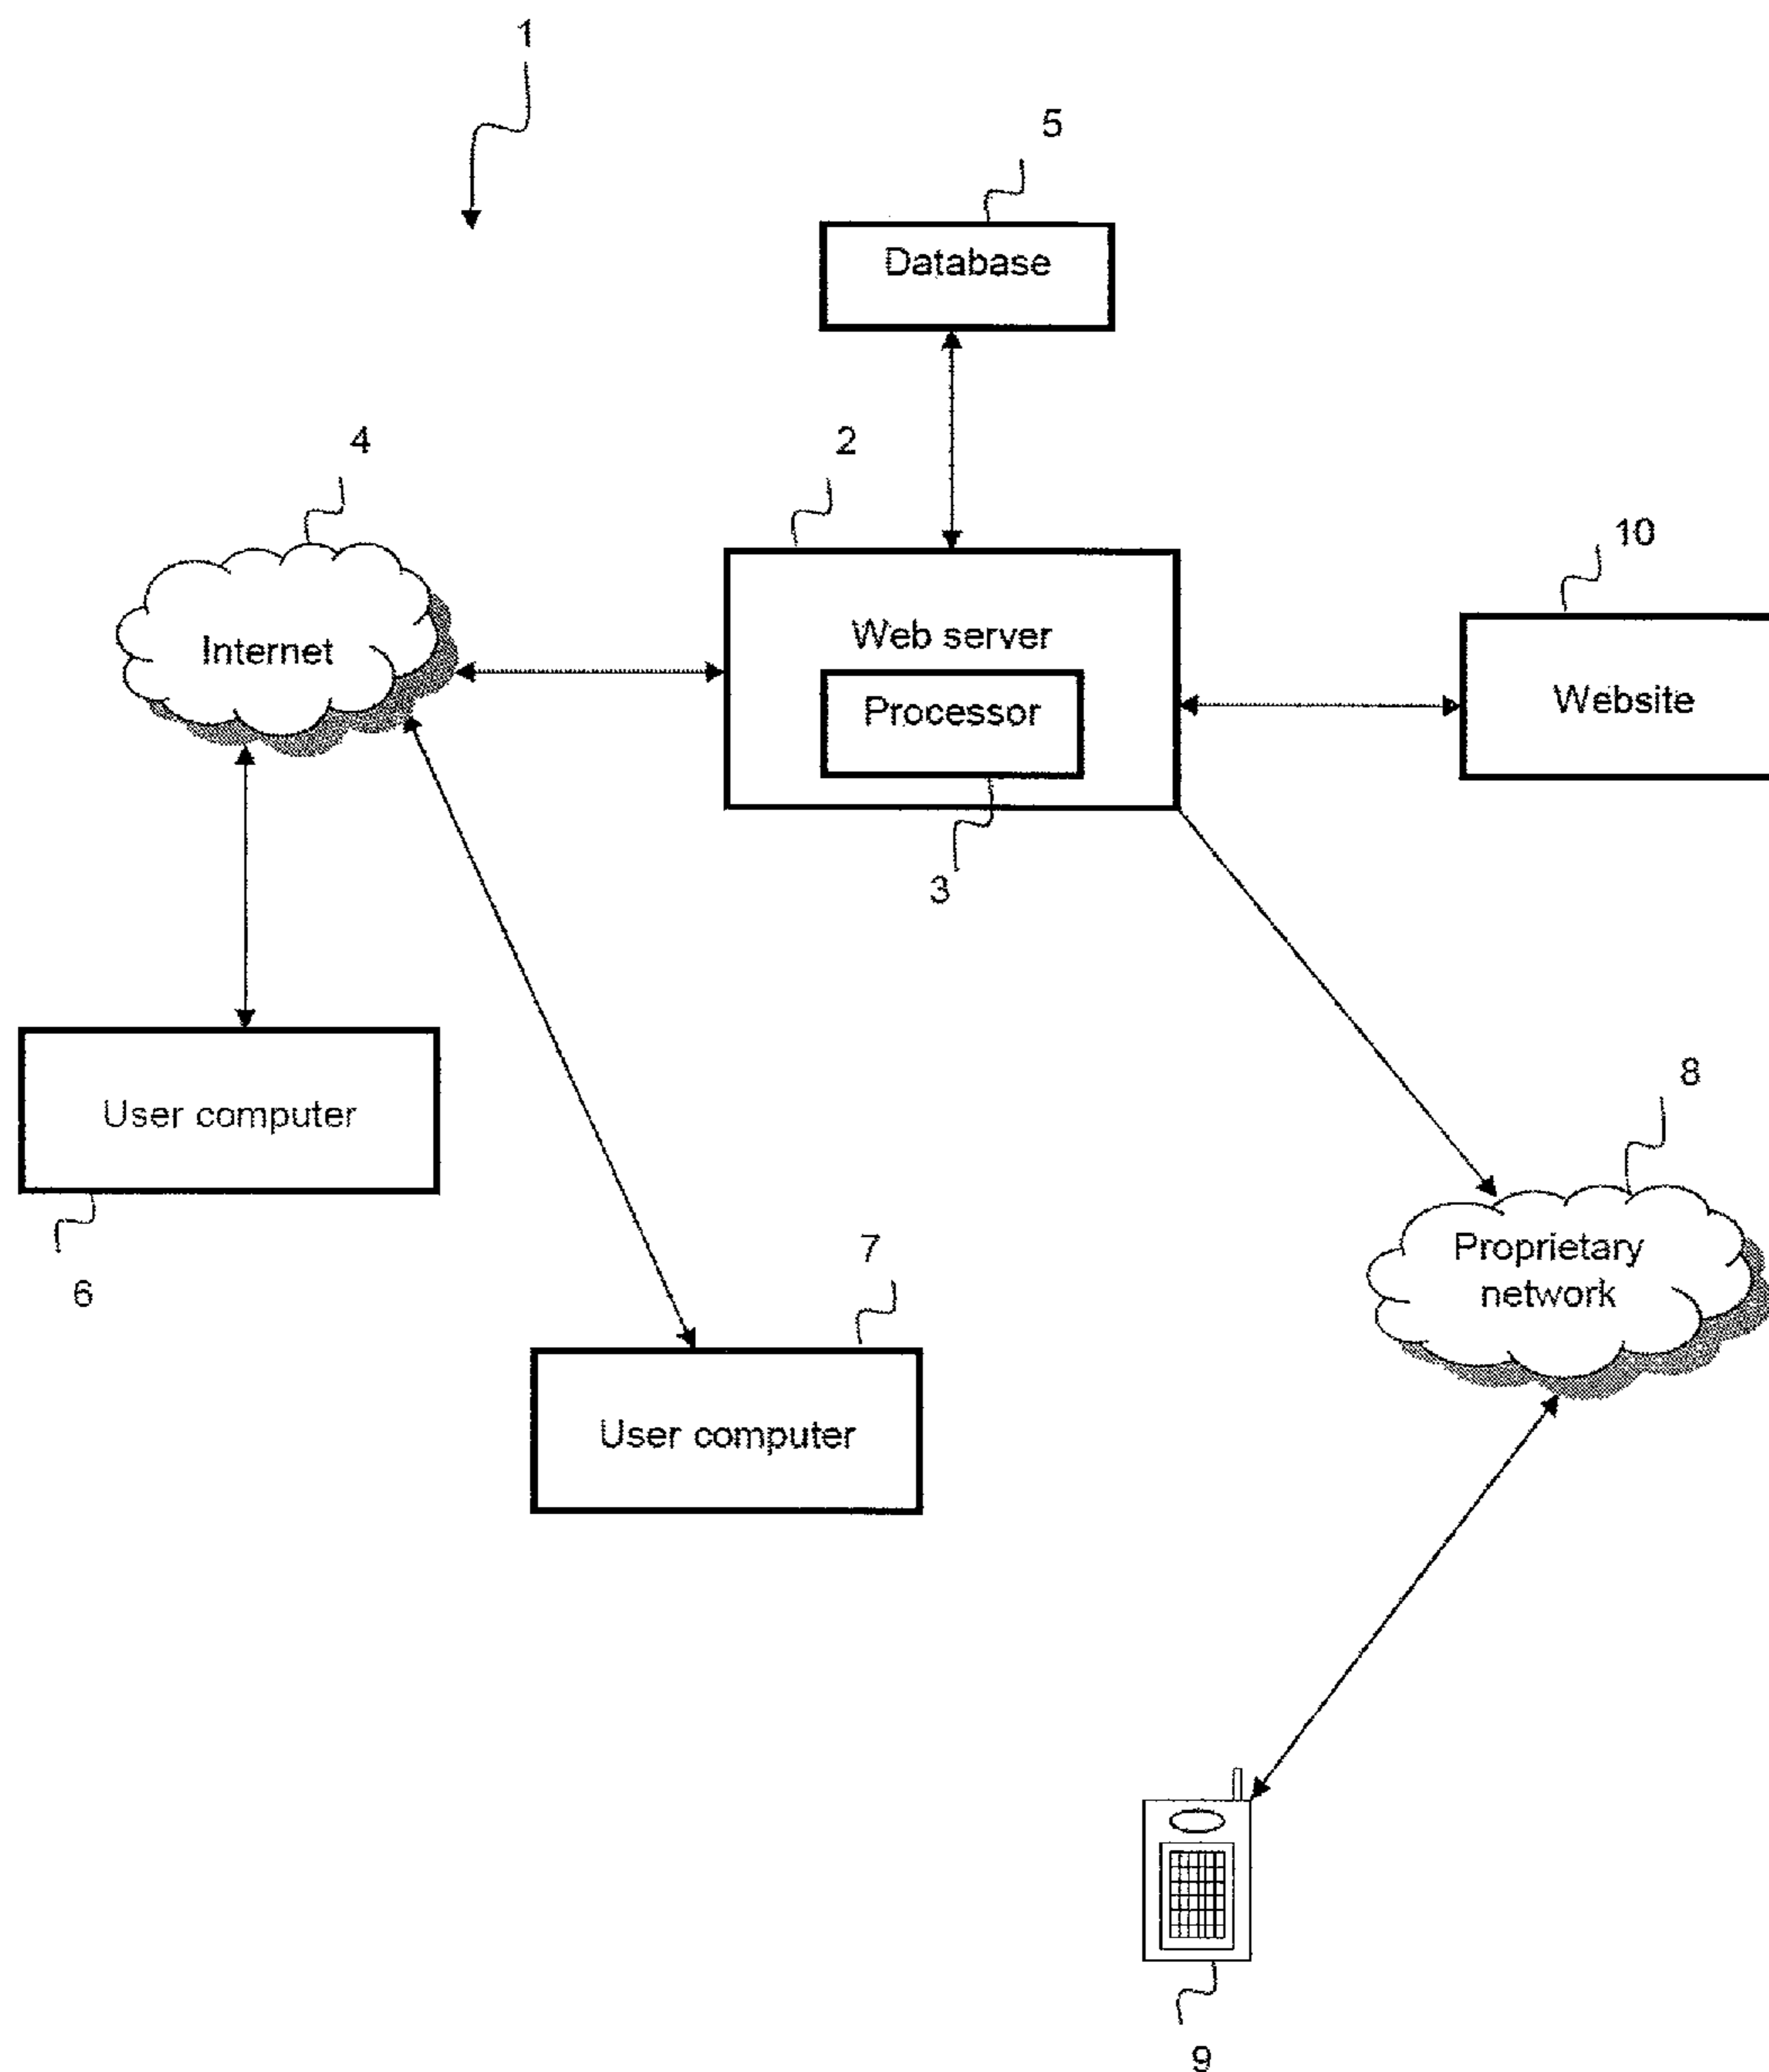 1
5
Database
4
2
10
Internet
Web server
Processor
Website
3
8
User computer
6
7
Proprietary
network
User computer
9